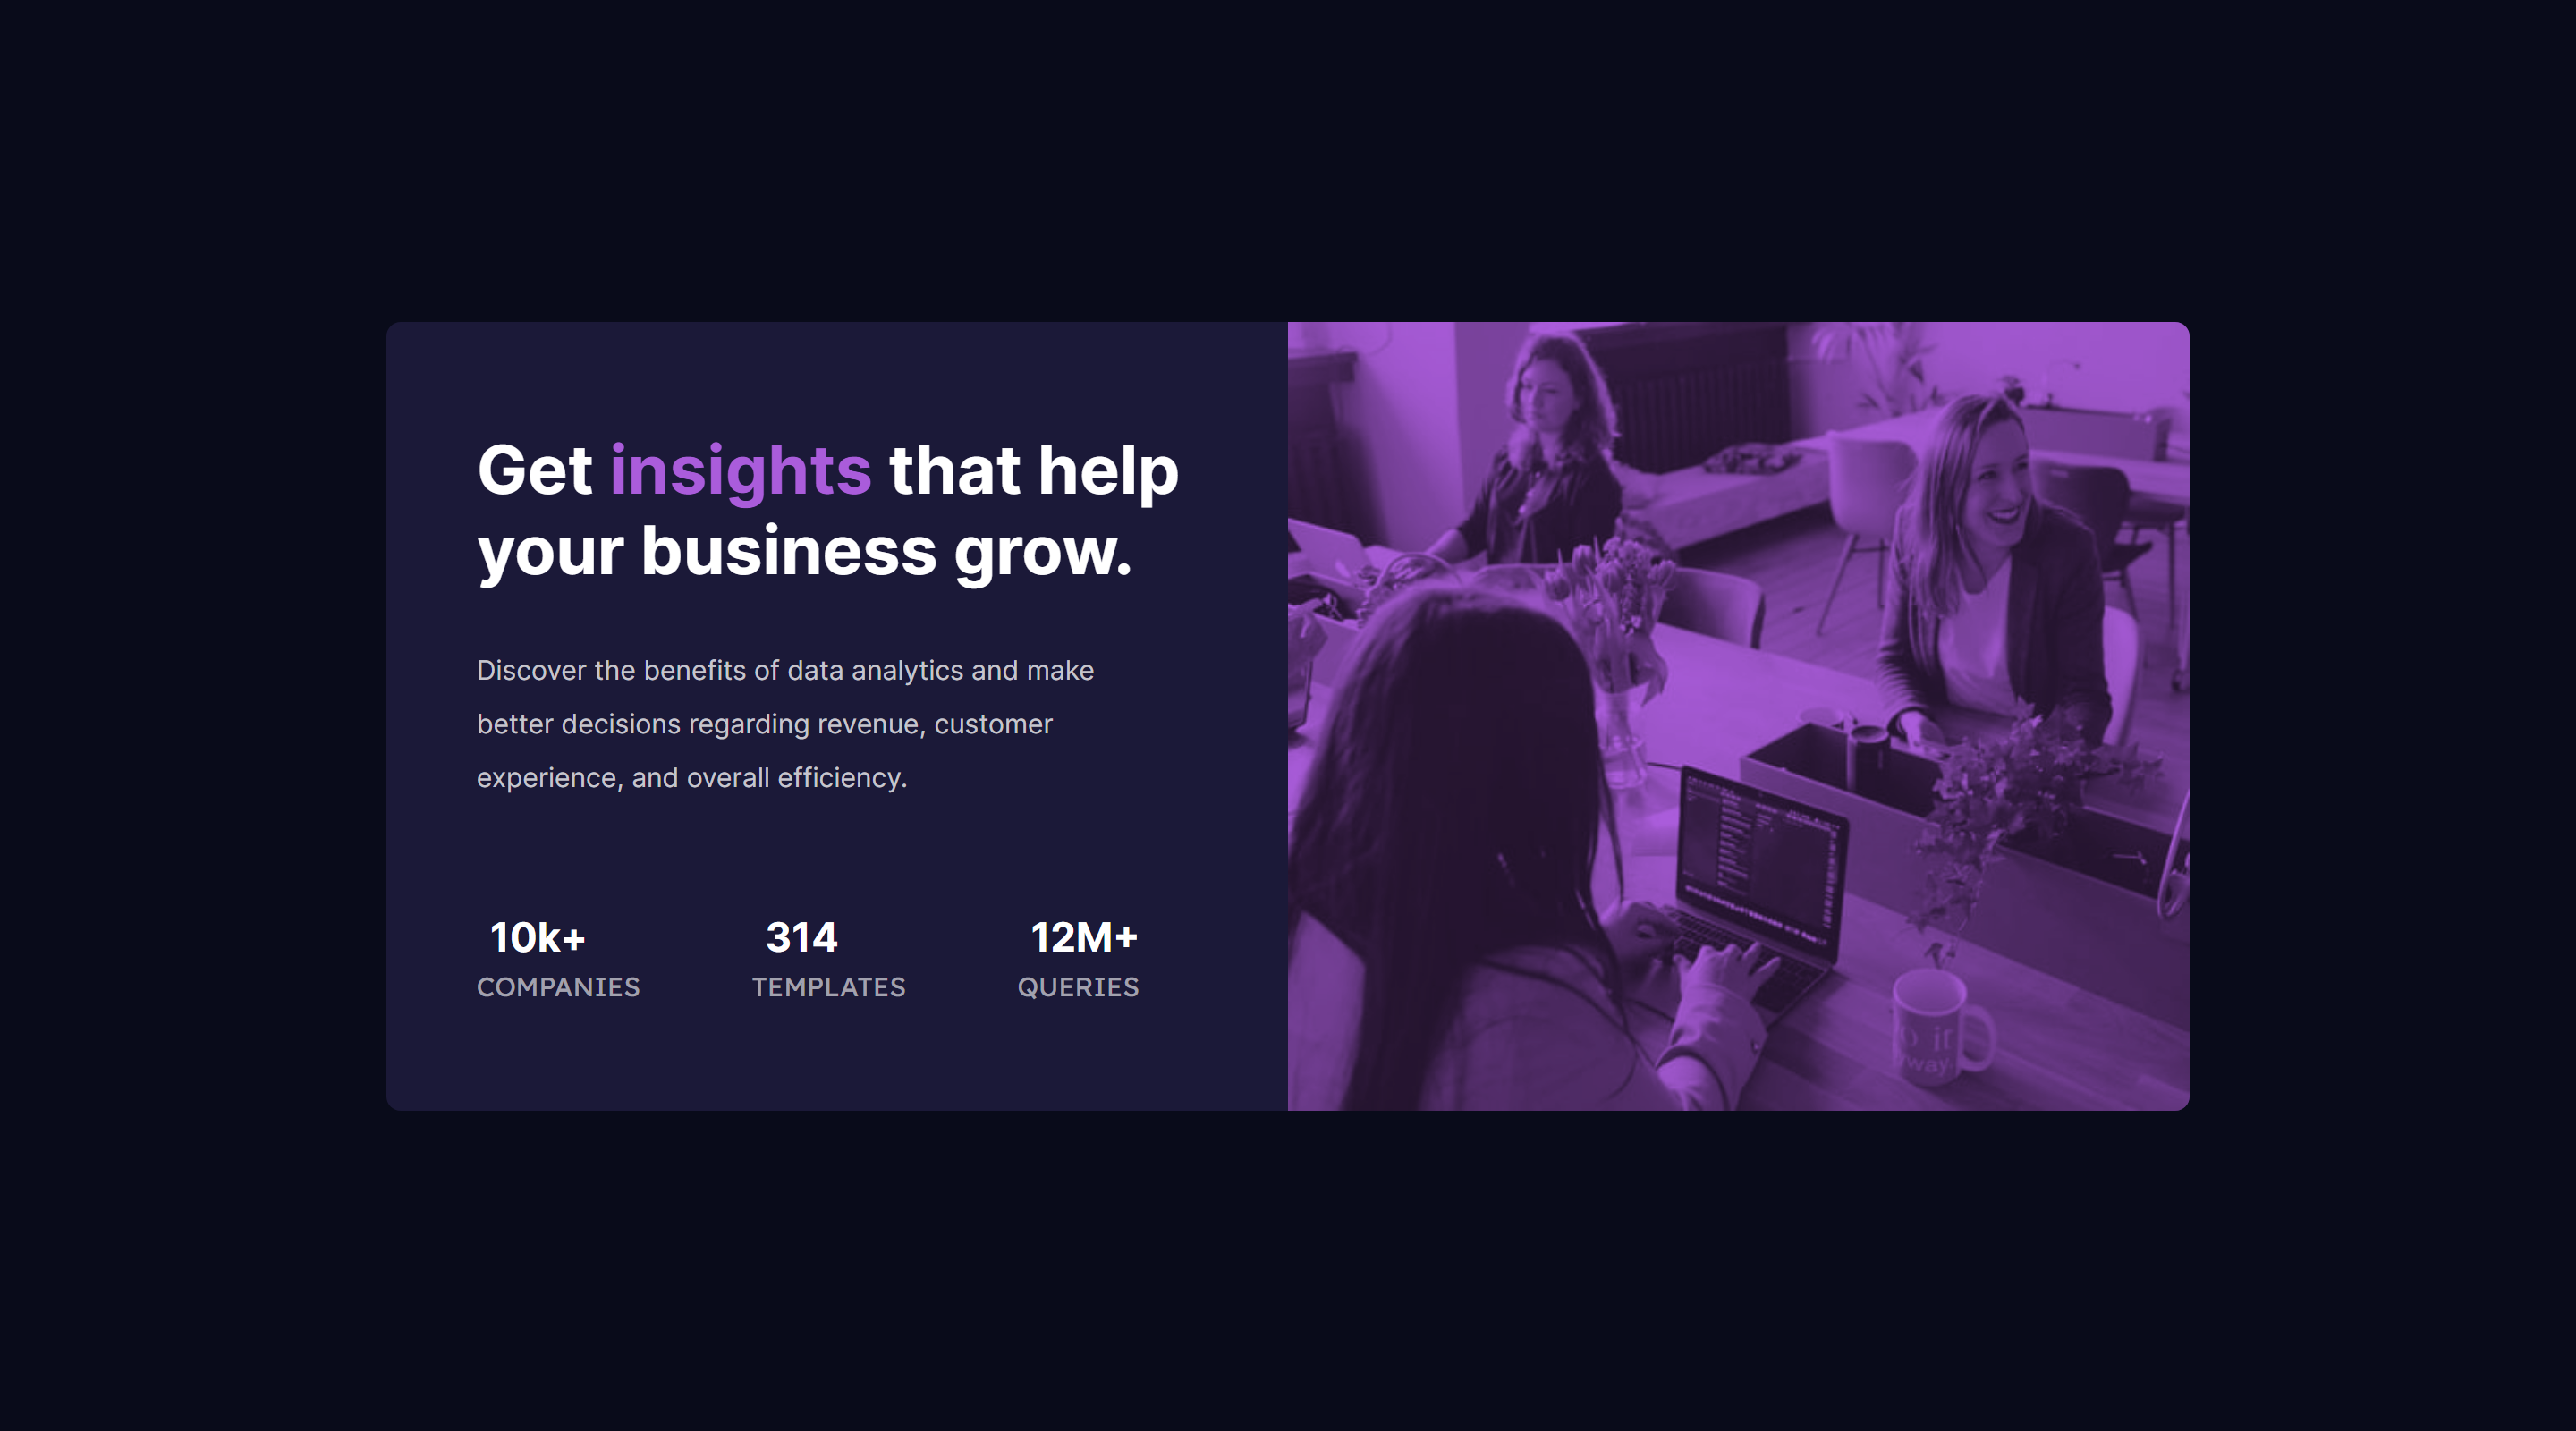 Get insights that help
your business grow.
Discover the benefits of data analytics and make
better decisions regarding revenue, customer
experience, and overall efficiency.
10k+ 314 12M+
COMPANIES TEMPLATES QUERIES